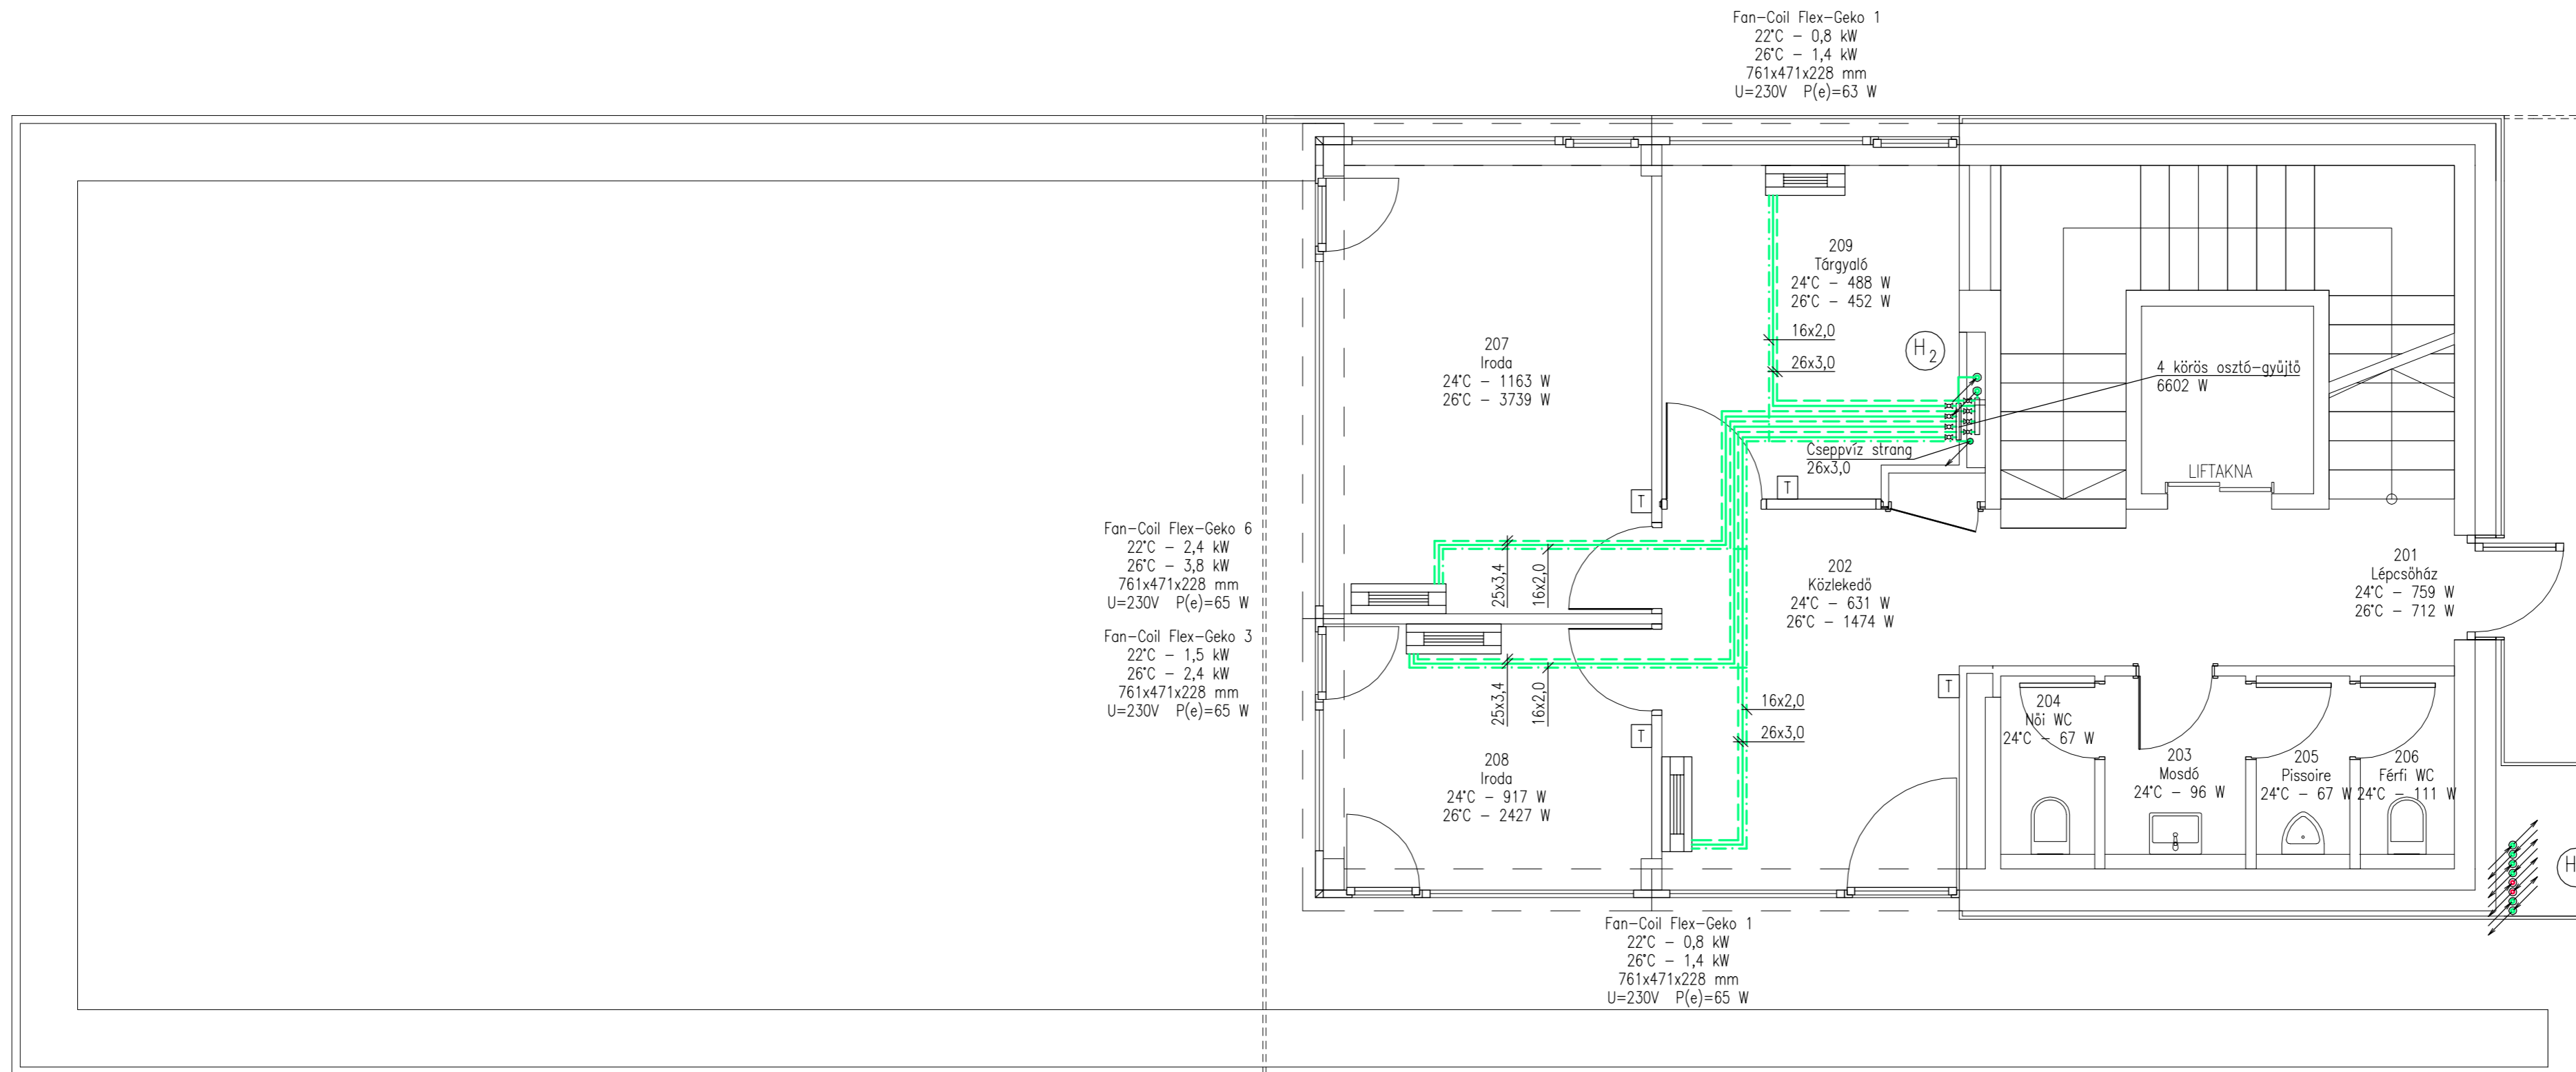 Fan-Coil Flex-Geko 1
22°C - 0,8 kW
26°C - 1,4 kW
761x471x228 mm
U=230V P(e)=63 W
209
Tárgyaló
24°C - 488 W
26°C - 452 W
16x2,0
26x3,0
H2
207
Iroda
24°C - 1163 W
26°C - 3739 W
4 körös osztó-gyűjtő
6602 W
Cseppvíz strang
26x3,0
LIFTAKNA
T
T
Fan-Coil Flex-Geko 6
22°C - 2,4 kW
26°C - 3,8 kW
761x471x228 mm
U=230V P(e)=65 W
25x3,4
16x2,0
202
Közlekedő
24°C - 631 W
26°C - 1474 W
201
Lépcsőház
24°C - 759 W
26°C - 712 W
Fan-Coil Flex-Geko 3
22°C - 1,5 kW
26°C - 2,4 kW
761x471x228 mm
U=230V P(e)=65 W
25x3,4
16x2,0
16x2,0
26x3,0
T
T
204
Női WC
24°C - 67 W
203
Mosdó
24°C - 96 W
205
Pissoire
24°C - 67 W
206
Férfi WC
24°C - 111 W
208
Iroda
24°C - 917 W
26°C - 2427 W
H
Fan-Coil Flex-Geko 1
22°C - 0,8 kW
26°C - 1,4 kW
761x471x228 mm
U=230V P(e)=65 W